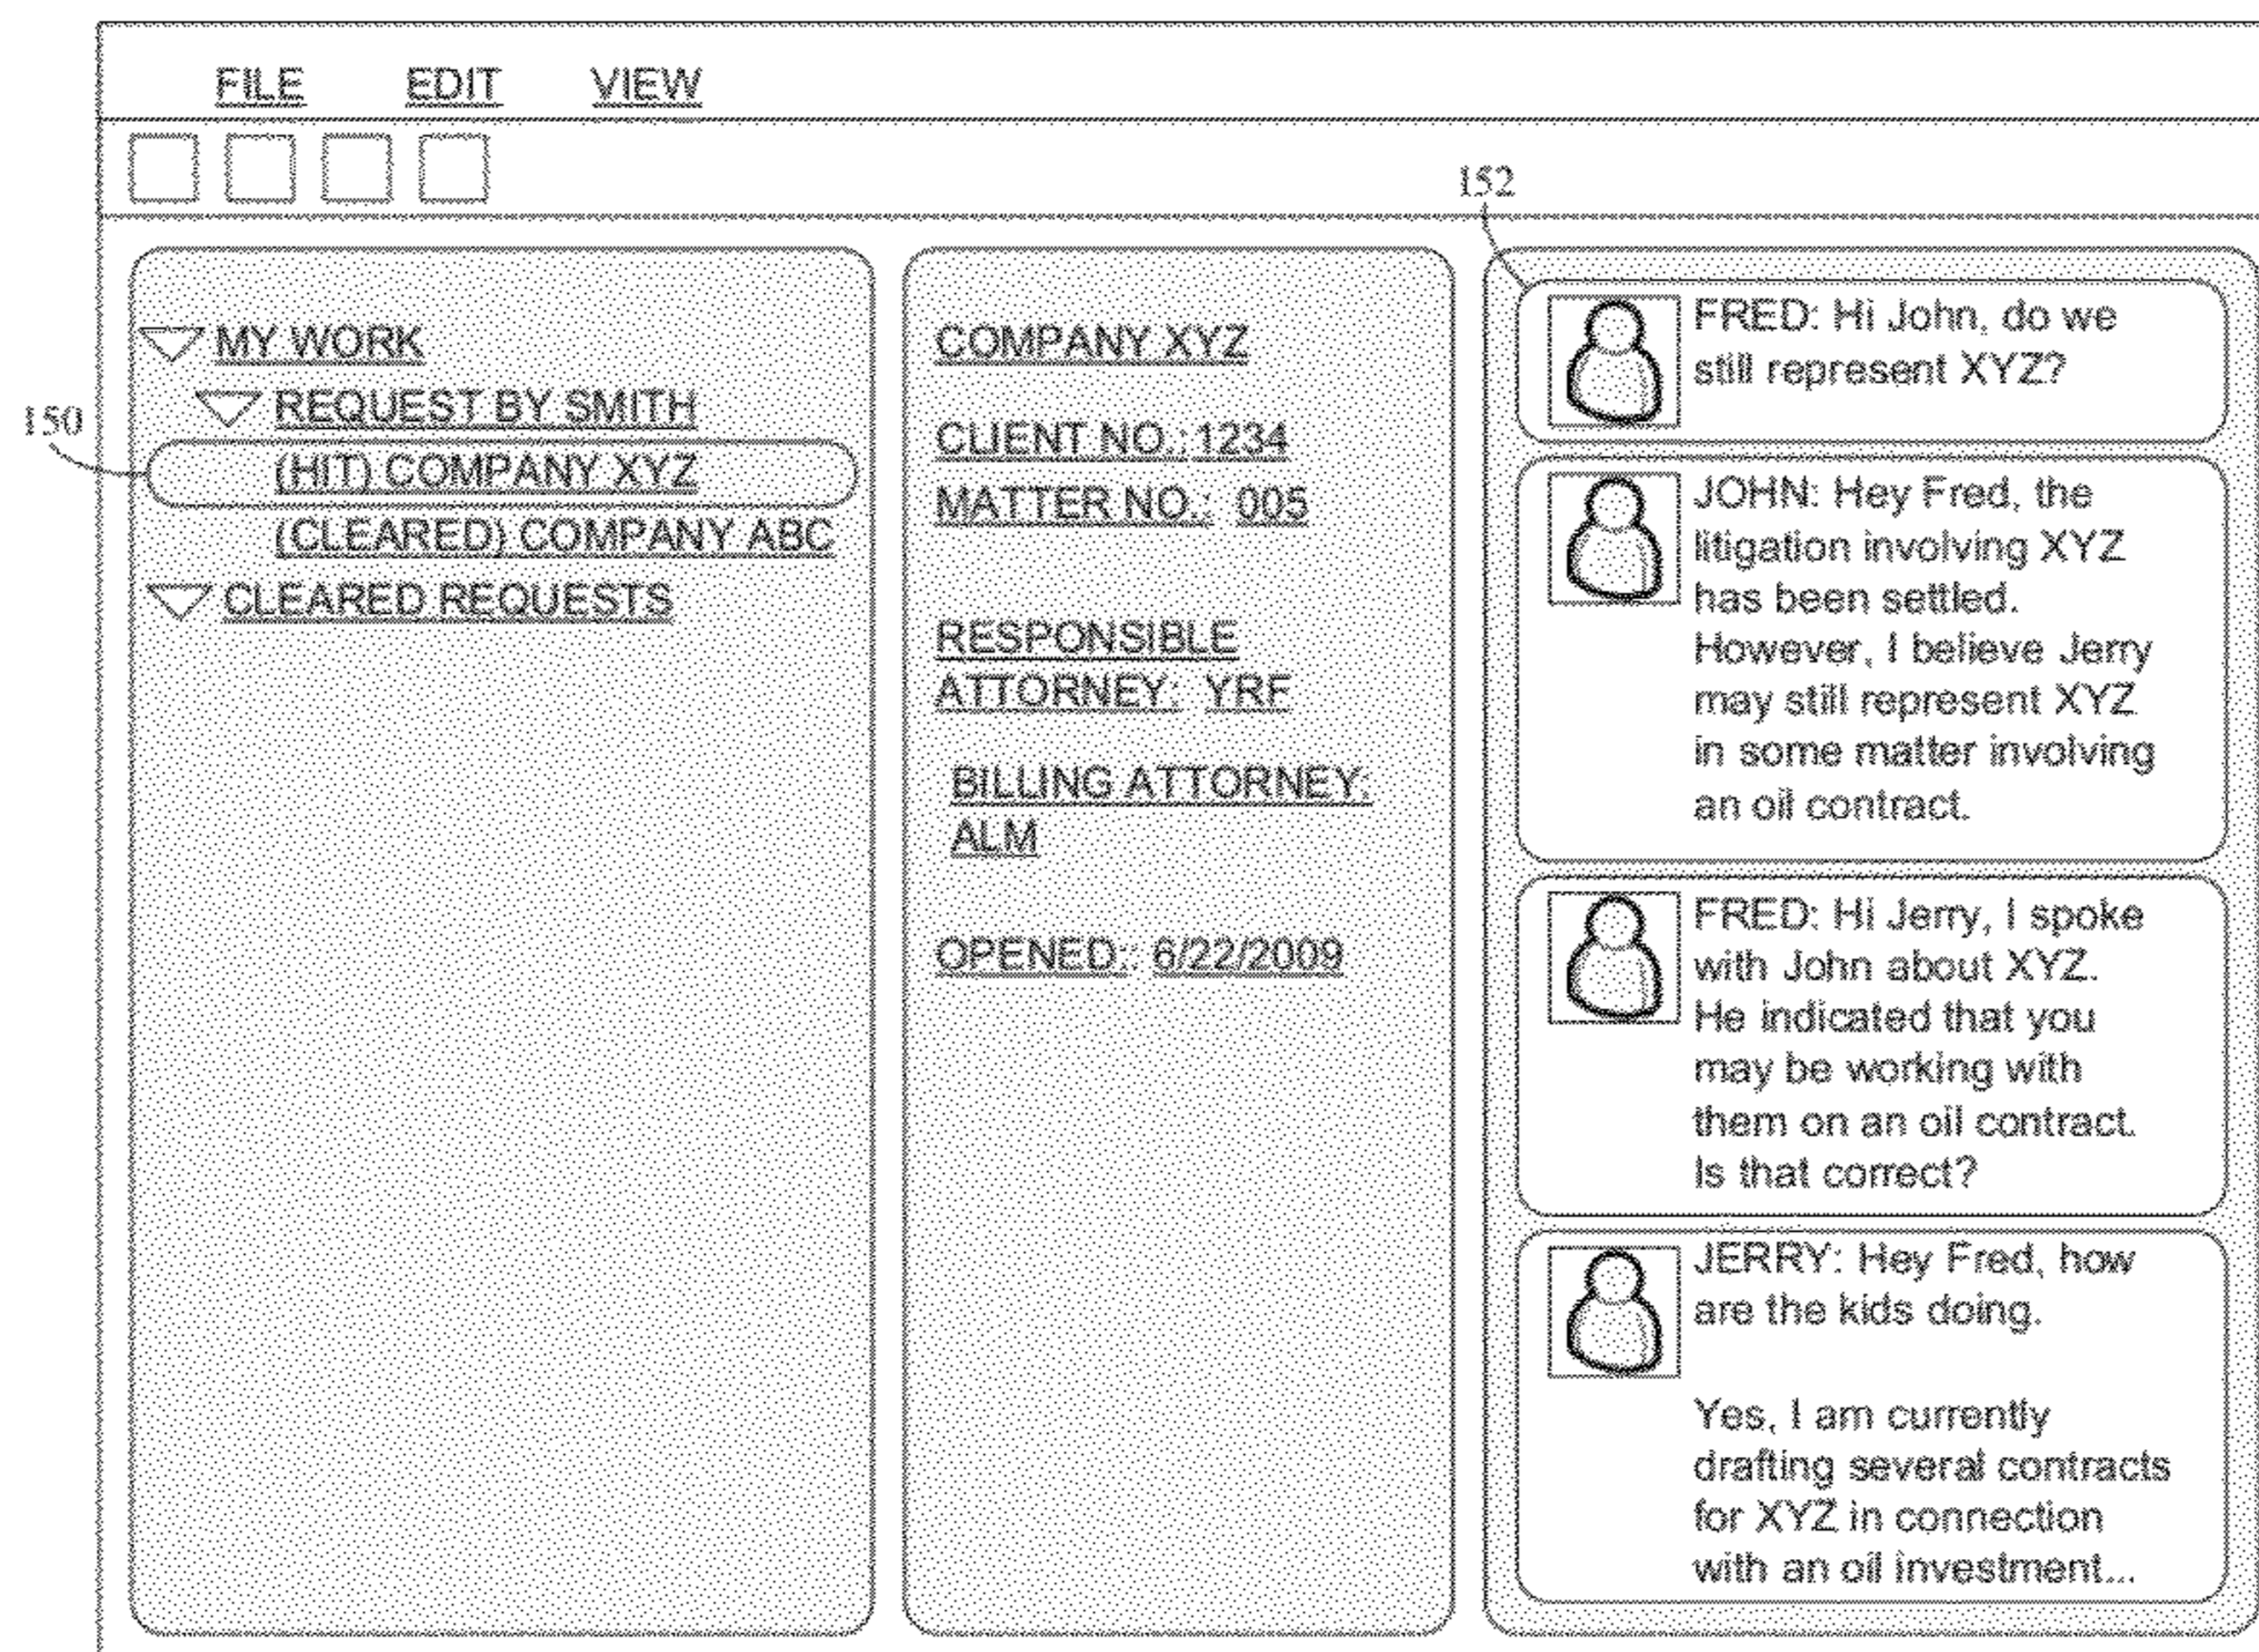 FILE EDIT VIEW
152
150
MY WORK
REQUEST BY SMITH
(HIT) COMPANY XYZ
(CLEARED) COMPANY ABC
CLEARED REQUESTS
COMPANY XYZ
CLIENT NO.: 1234
MATTER NO.: 005
RESPONSIBLE
ATTORNEY: YRF
BILLING ATTORNEY:
ALM
OPENED:: 6/22/2009
FRED: Hi John, do we
still represent XYZ?
JOHN: Hey Fred, the
litigation involving XYZ
has been settled.
However, I believe Jerry
may still represent XYZ
in some matter involving
an oil contract.
FRED: Hi Jerry, I spoke
with John about XYZ.
He indicated that you
may be working with
them on an oil contract.
Is that correct?
JERRY: Hey Fred, how
are the kids doing.
Yes, I am currently
drafting several contracts
for XYZ in connection
with an oil investment...